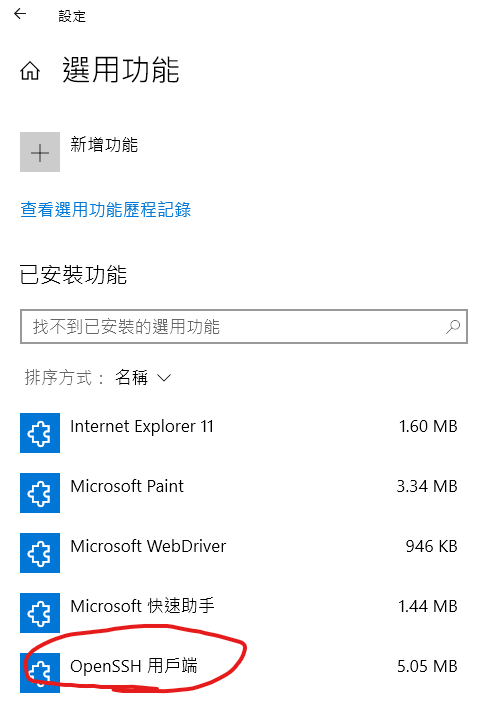 設定
選用功能
新增功能
查看選用功能歷程記錄
已安裝功能
找不到已安裝的選用功能
排序方式： 名稱
Internet Explorer 11 1.60 MB
Microsoft Paint 3.34 MB
Microsoft WebDriver 946 KB
Microsoft 快速助手 1.44 MB
OpenSSH 用戶端 5.05 MB